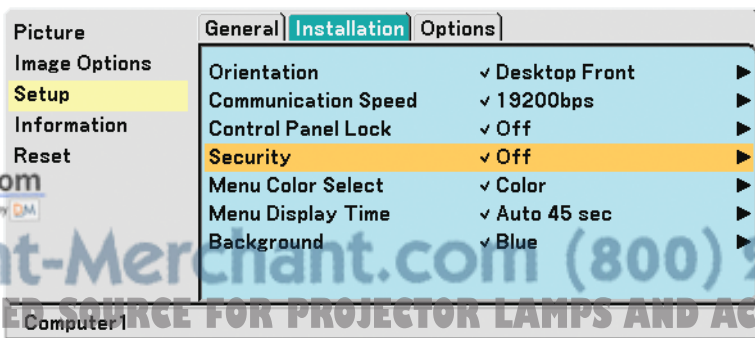 Picture
Image Options
Setup
Information
Reset
General Installation Options
Orientation ✓ Desktop Front ▶
Communication Speed ✓ 19200bps ▶
Control Panel Lock ✓ Off ▶
Security ✓ Off ▶
Menu Color Select ✓ Color ▶
Menu Display Time ✓ Auto 45 sec ▶
Background ✓ Blue ▶
Computer1
om
DM
nt-Merchant.com (800)
ED SOURCE FOR PROJECTOR LAMPS AND AC